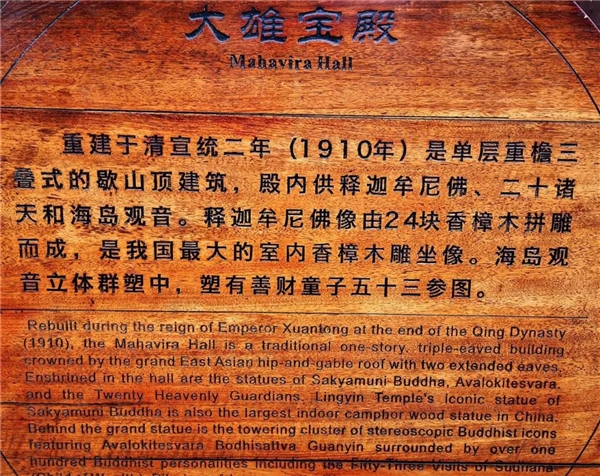 大雄宝殿
Mahavira Hall
重建于清宣统二年（1910年）是单层重檐三
叠式的歇山顶建筑，殿内供释迦牟尼佛、二十诸
天和海岛观音。释迦牟尼佛像由24块香樟木拼雕
而成，是我国最大的室内香樟木雕坐像。海岛观
音立体群塑中，塑有善财童子五十三参图。
Rebuilt during the reign of Emperor Xuantong at the end of the Qing Dynasty
(1910), the Mahavira Hall is a traditional one-story, triple-eaved building,
crowned by the grand East Asian hip-and-gable roof with two extended eaves.
Enshrined in the hall are the statues of Sakyamuni Buddha, Avalokitesvara,
and the Twenty Heavenly Guardians. Lingyin Temple's iconic statue of
Sakyamuni Buddha is also the largest indoor camphor wood statue in China.
Behind the grand statue is the towering cluster of stereoscopic Buddhist icons
featuring Avalokitesvara Bodhisattva Guanyin surrounded by over one
hundred Buddhist personalities including the Fifty-Three visits of Sudhana